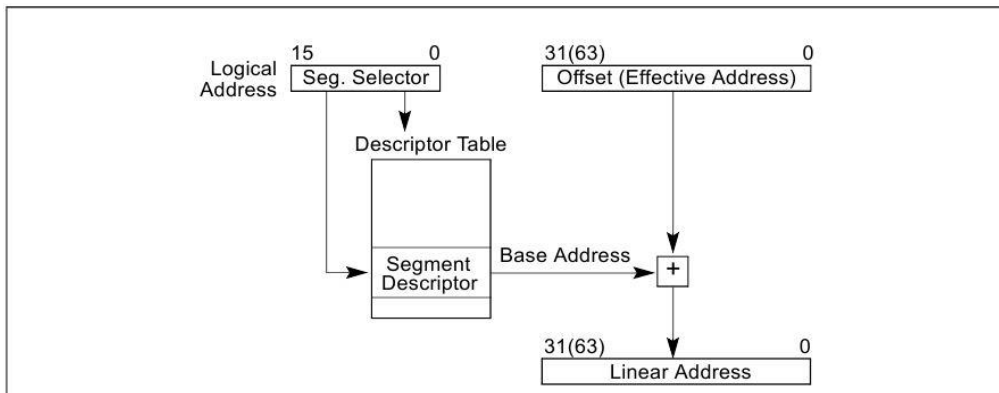 15 0
31(63) 0
Logical
Address
Seg. Selector
Offset (Effective Address)
Descriptor Table
Base Address
Segment
Descriptor
+
31(63) 0
Linear Address